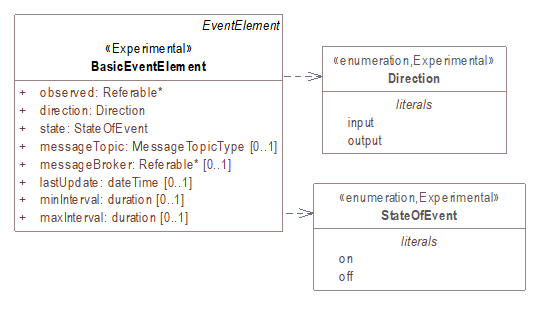 EventElement
«Experimental»
BasicEventElement
+ observed: Referable*
+ direction: Direction
+ state: StateOfEvent
+ messageTopic: MessageTopicType [0..1]
+ messageBroker: Referable* [0..1]
+ lastUpdate: dateTime [0..1]
+ minInterval: duration [0..1]
+ maxInterval: duration [0..1]
«enumeration,Experimental»
Direction
literals
input
output
«enumeration,Experimental»
StateOfEvent
literals
on
off